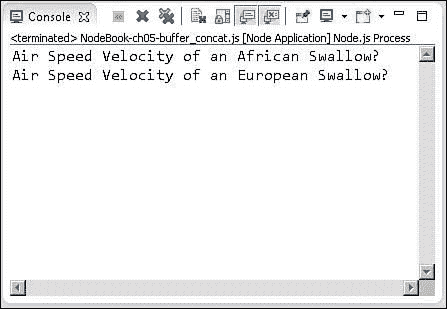 Console
<terminated> NodeBook-ch05-buffer_concat.js [Node Application] Node.js Process
Air Speed Velocity of an African Swallow?
Air Speed Velocity of an European Swallow?